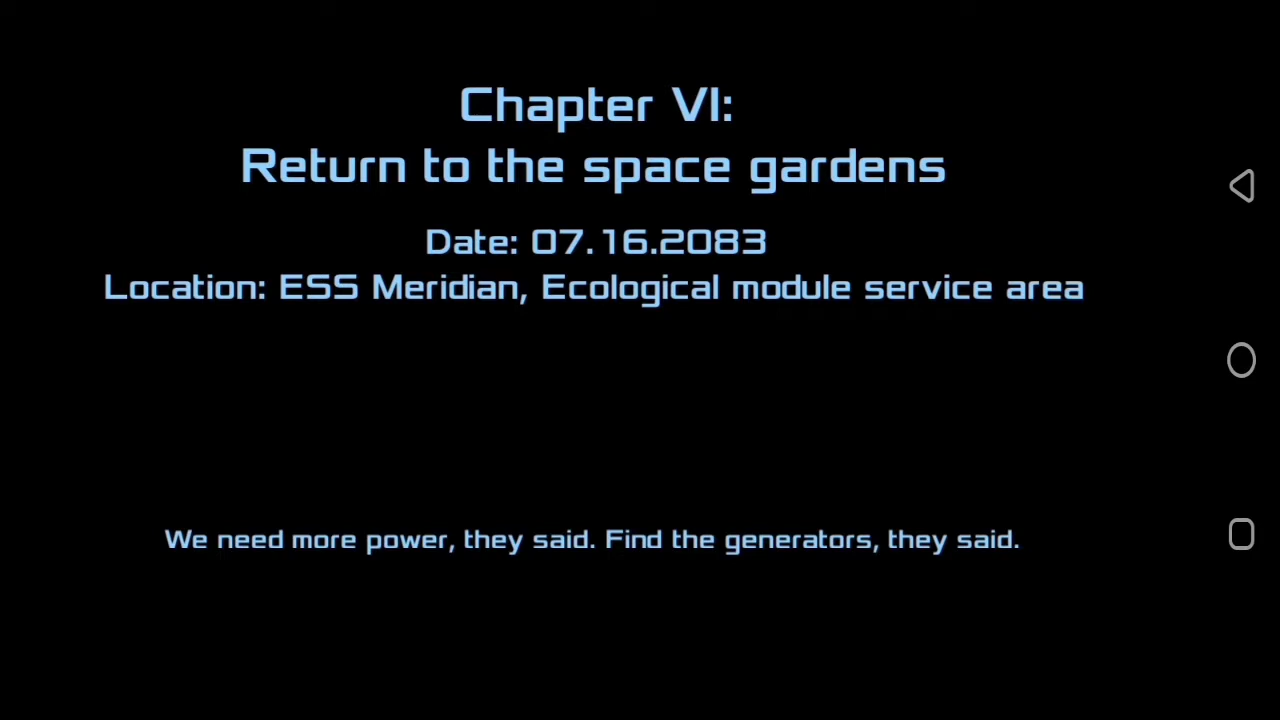 Chapter VI:
Return to the space gardens
Date: 07.16.2083
Location: ESS Meridian, Ecological module service area
We need more power, they said. Find the generators, they said.